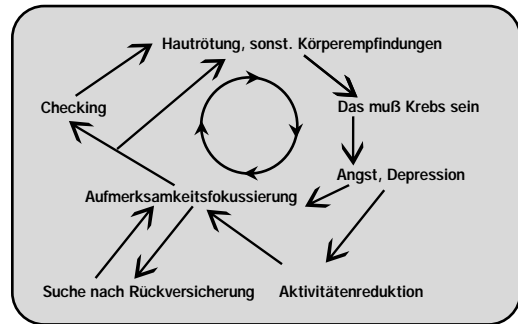 Hautrötung, sonst. Körperempfindungen
Checking
Das muß Krebs sein
Angst, Depression
Aufmerksamkeitsfokussierung
Suche nach Rückversicherung
Aktivitätenreduktion